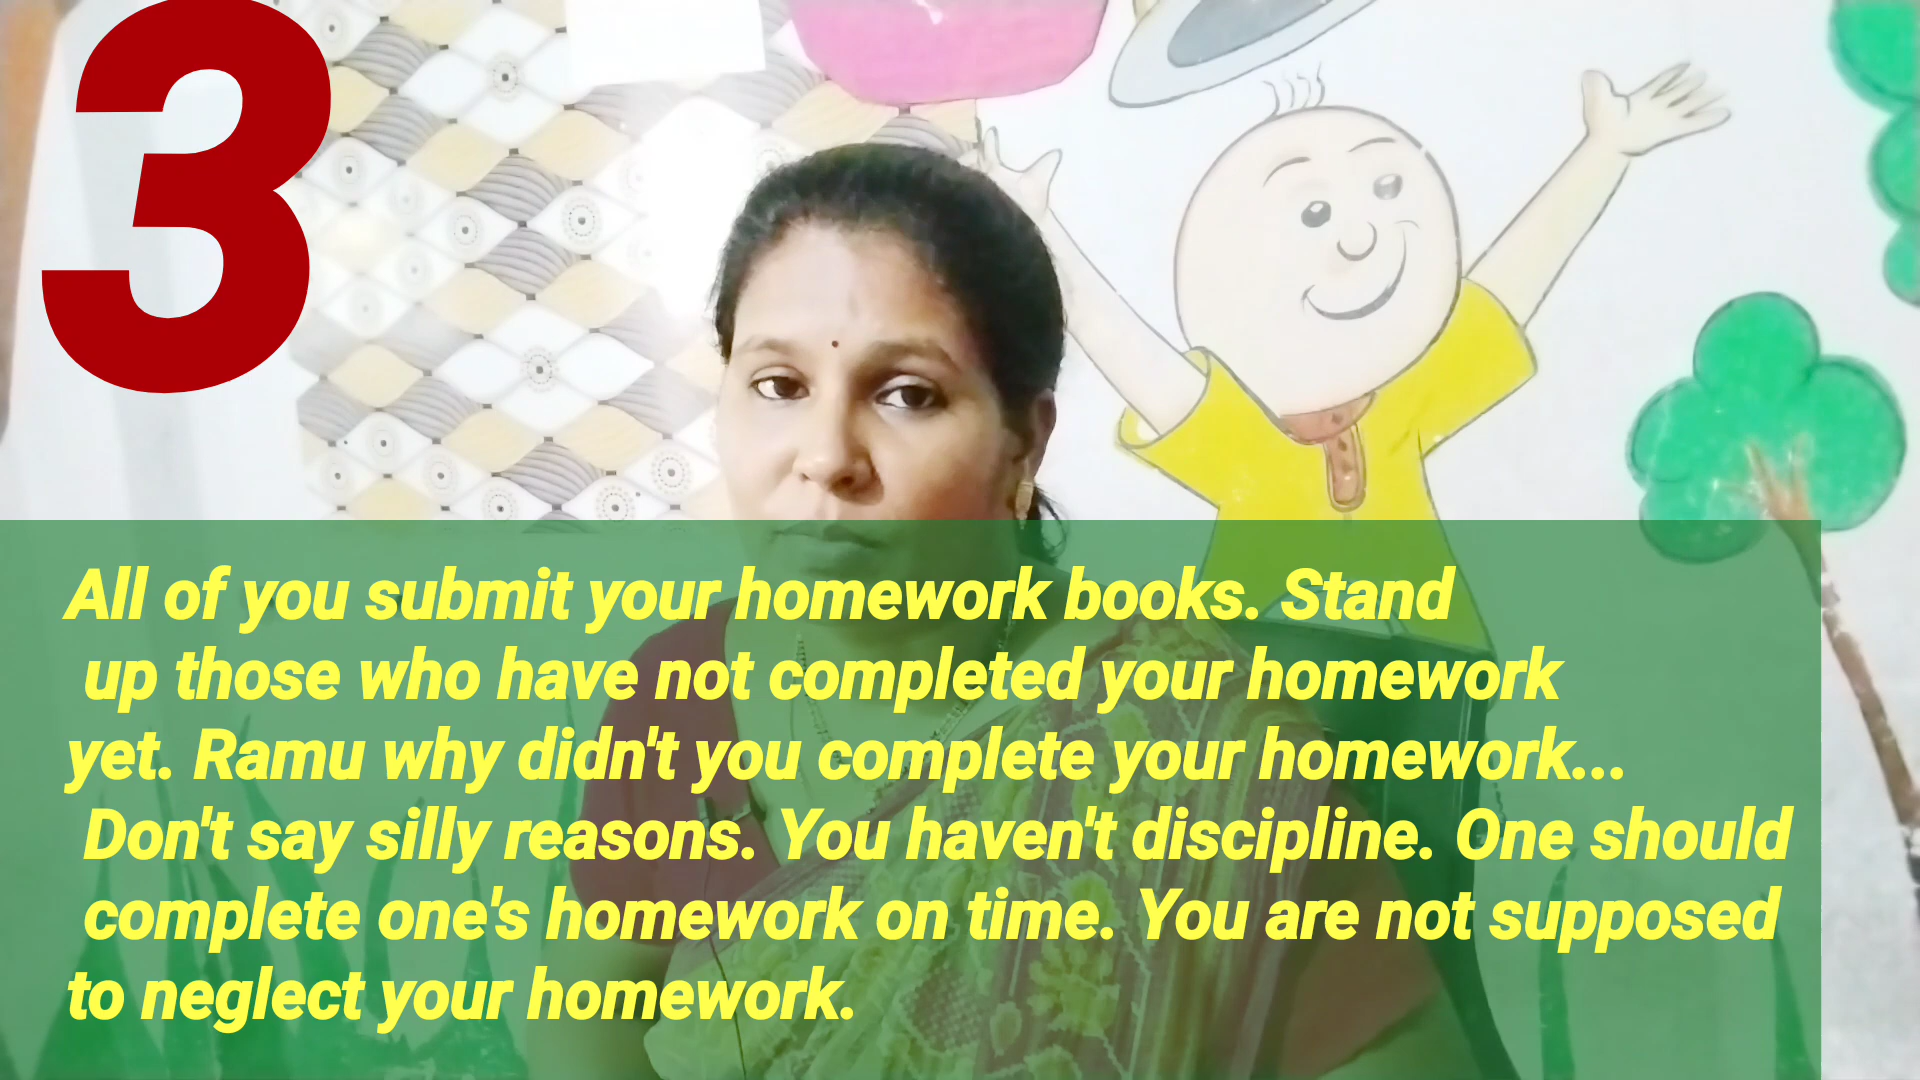 3
All of you submit your homework books. Stand
up those who have not completed your homework
yet. Ramu why didn't you complete your homework...
Don't say silly reasons. You haven't discipline. One should
complete one's homework on time. You are not supposed
to neglect your homework.